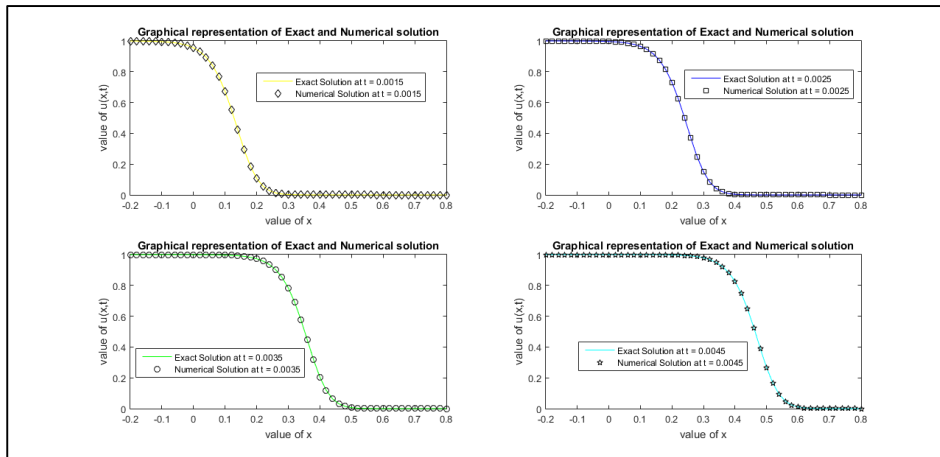 Graphical representation of Exact and Numerical solution
1
0.8
0.6
0.4
0.2
0
value of u(x,t)
Exact Solution at t = 0.0015
Numerical Solution at t = 0.0015
-0.2 -0.1 0 0.1 0.2 0.3 0.4 0.5 0.6 0.7 0.8
value of x
Graphical representation of Exact and Numerical solution
1
0.8
0.6
0.4
0.2
0
value of u(x,t)
Exact Solution at t = 0.0025
Numerical Solution at t = 0.0025
-0.2 -0.1 0 0.1 0.2 0.3 0.4 0.5 0.6 0.7 0.8
value of x
Graphical representation of Exact and Numerical solution
1
0.8
0.6
0.4
0.2
0
value of u(x,t)
Exact Solution at t = 0.0035
Numerical Solution at t = 0.0035
-0.2 -0.1 0 0.1 0.2 0.3 0.4 0.5 0.6 0.7 0.8
value of x
Graphical representation of Exact and Numerical solution
1
0.8
0.6
0.4
0.2
0
value of u(x,t)
Exact Solution at t = 0.0045
Numerical Solution at t = 0.0045
-0.2 -0.1 0 0.1 0.2 0.3 0.4 0.5 0.6 0.7 0.8
value of x